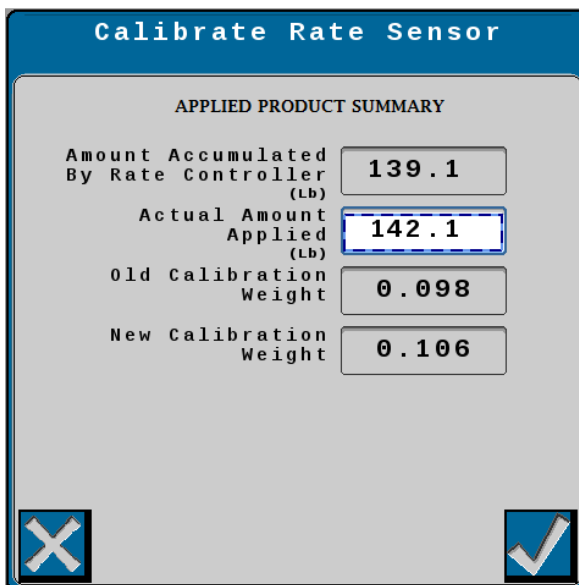 Calibrate Rate Sensor
APPLIED PRODUCT SUMMARY
Amount Accumulated
By Rate Controller
(Lb)
139.1
Actual Amount
Applied
(Lb)
142.1
Old Calibration
Weight
0.098
New Calibration
Weight
0.106